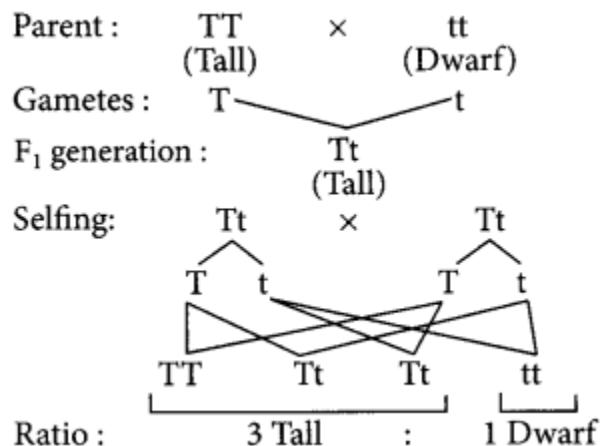 Parent : TT × tt
(Tall) (Dwarf)
Gametes : T t
F₁ generation : Tt
(Tall)
Selfing: Tt × Tt
T t T t
TT Tt Tt tt
Ratio : 3 Tall : 1 Dwarf